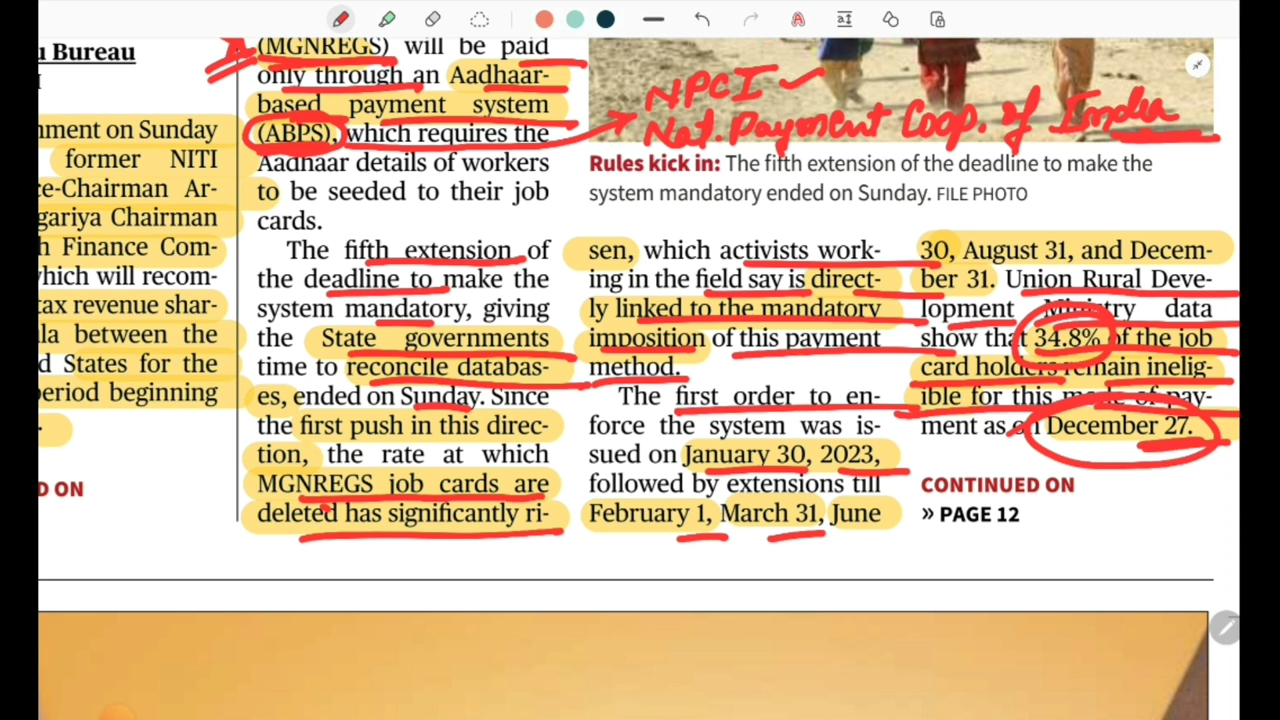 u Bureau
nment on Sunday
former NITI
ce-Chairman Ar-
gariya Chairman
h Finance Com-
which will recom-
tax revenue shar-
la between the
d States for the
period beginning
.
D ON
(MGNREGS) will be paid
only through an Aadhaar-
based payment system
(ABPS), which requires the
Aadhaar details of workers
to be seeded to their job
cards.
The fifth extension of
the deadline to make the
system mandatory, giving
the State governments
time to reconcile databas-
es, ended on Sunday. Since
the first push in this direc-
tion, the rate at which
MGNREGS job cards are
deleted has significantly ri-
NPCI
Nat. Payment Coop. of India
Rules kick in: The fifth extension of the deadline to make the
system mandatory ended on Sunday. FILE PHOTO
sen, which activists work-
ing in the field say is direct-
ly linked to the mandatory
imposition of this payment
method.
The first order to en-
force the system was is-
sued on January 30, 2023,
followed by extensions till
February 1, March 31, June
30, August 31, and Decem-
ber 31. Union Rural Deve-
lopment Ministry data
show that 34.8% of the job
card holders remain inelig-
ible for this mode of pay-
ment as on December 27.
CONTINUED ON
» PAGE 12